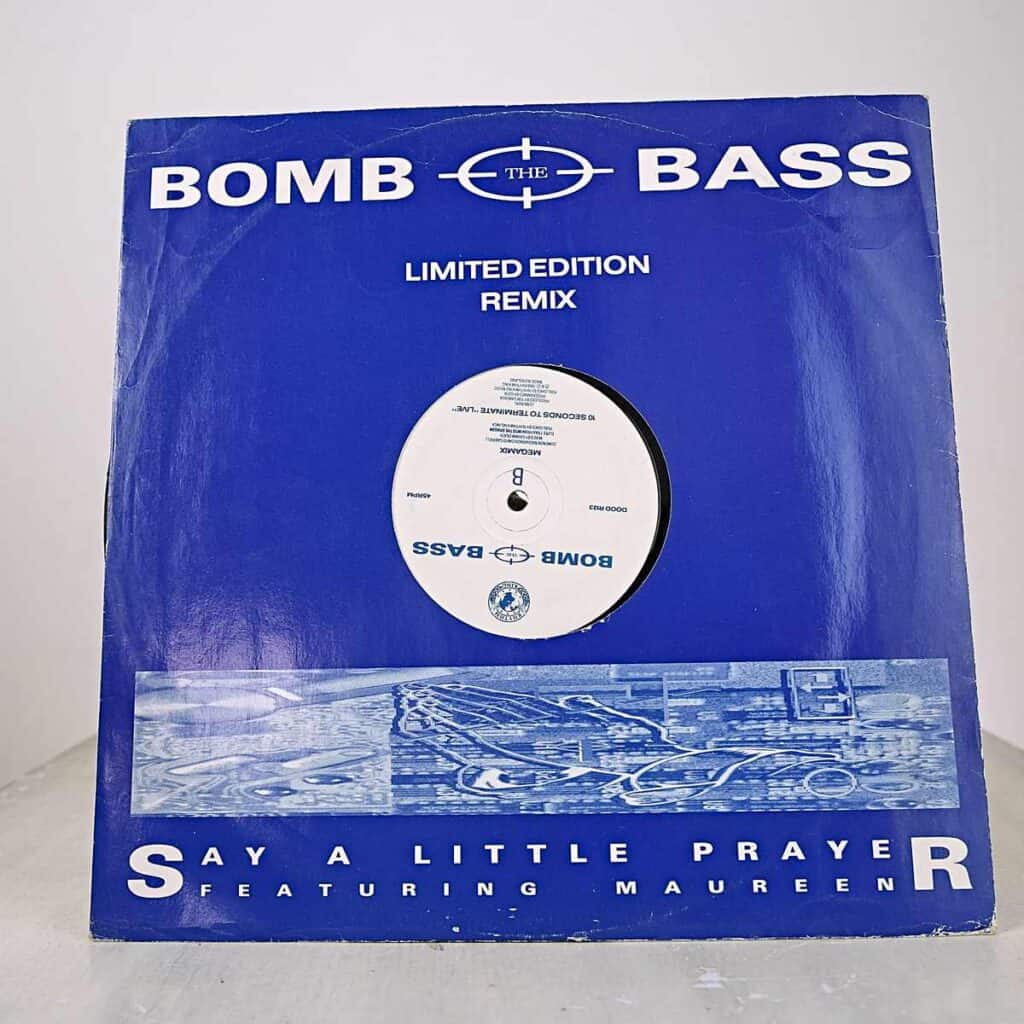 BOMB THE BASS
LIMITED EDITION
REMIX
BOMB THE BASS
DOOD R123
45RPM
B
MEGAMIX
10 SECONDS TO TERMINATE "LIVE"
SAY A LITTLE PRAYER
FEATURING MAUREEN